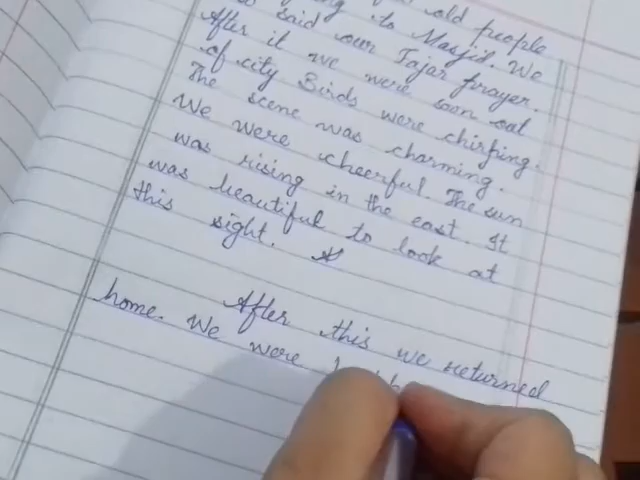 old people
to Masjid. We
said our Fajar prayer.
After it we were soon out
of city Birds were chirping.
The scene was charming.
We were cheerful. The sun
was rising in the east. It
was beautiful to look at
this sight.
After this we returned
home. We were